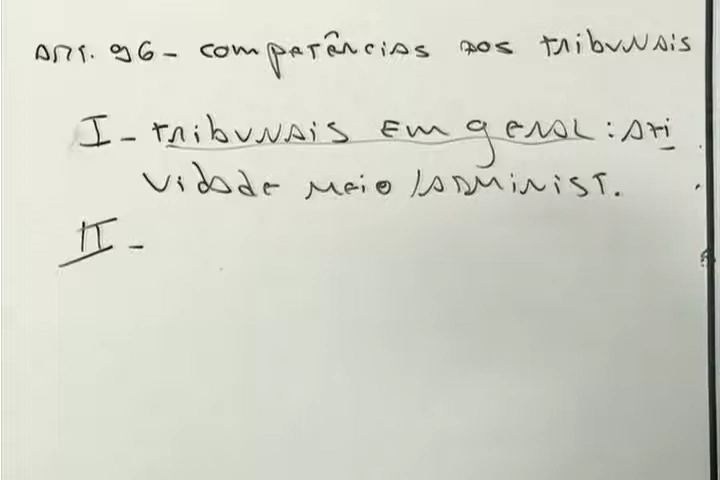 Art. 96 - competências dos tribunais
I - tribunais em geral: ati
vidade meio / administ.
II -